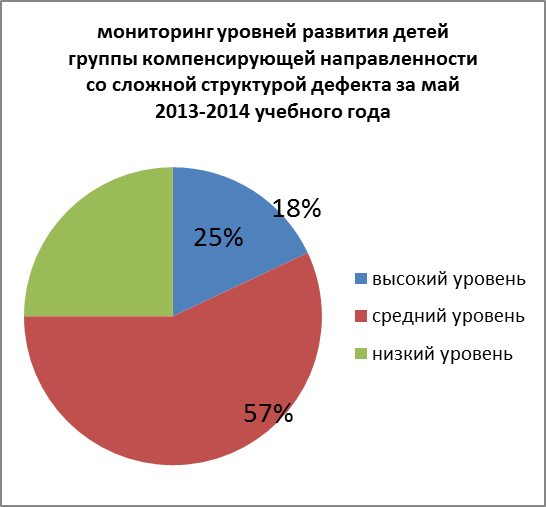 мониторинг уровней развития детей
группы компенсирующей направленности
со сложной структурой дефекта за май
2013-2014 учебного года
18%
25%
высокий уровень
средний уровень
низкий уровень
57%